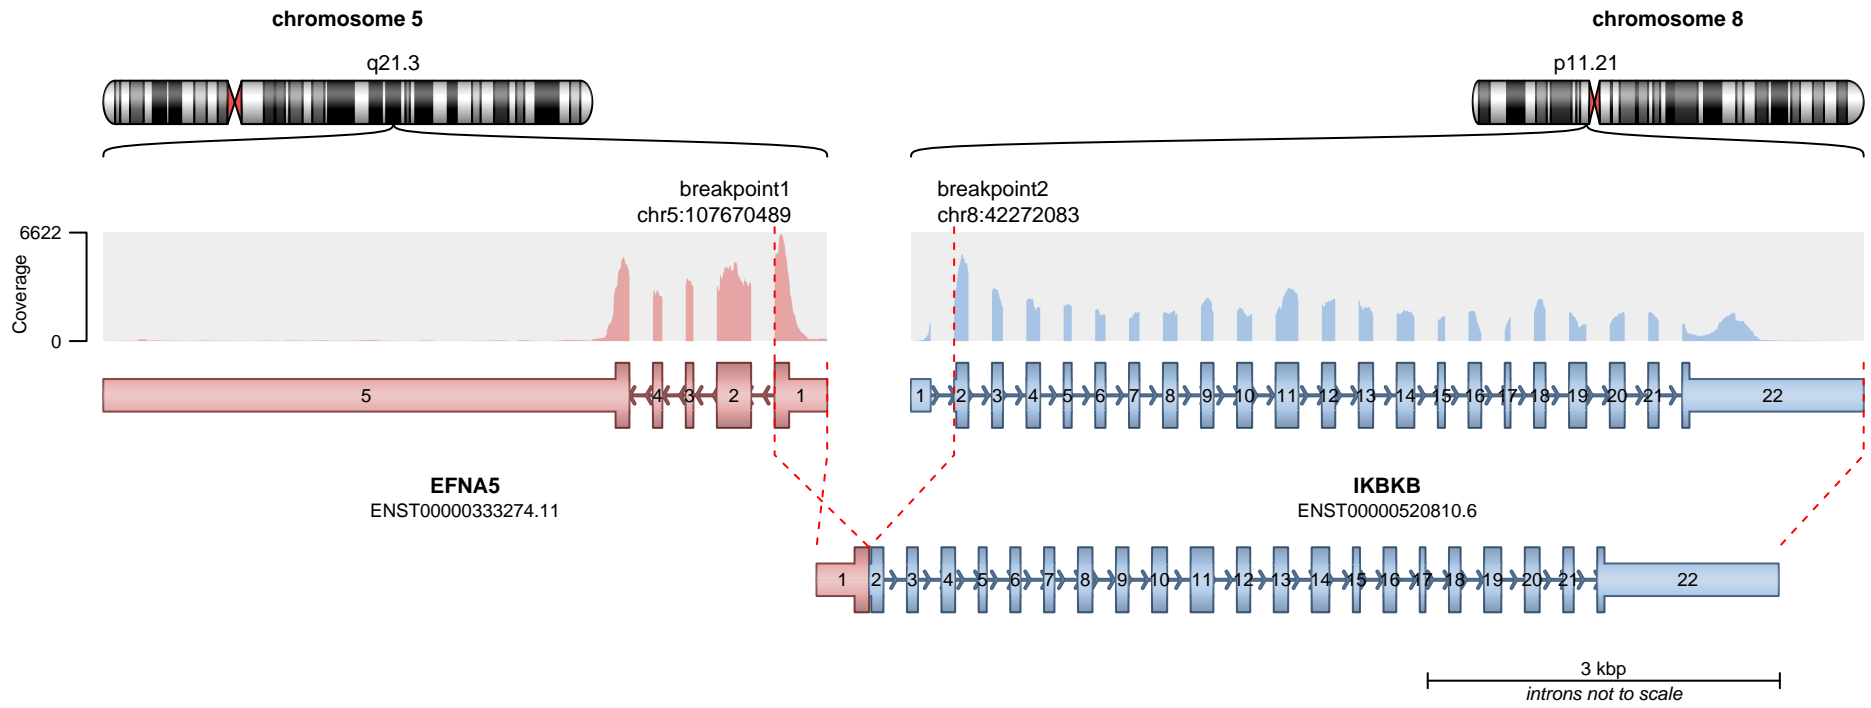 chromosome 5
chromosome 8
q21.3
p11.21
breakpoint1
chr5:107670489
breakpoint2
chr8:42272083
6622
Coverage
0
5 4 3 2 1
1 2 3 4 5 6 7 8 9 10 11 12 13 14 15 16 17 18 19 20 21 22
EFNA5
ENST00000333274.11
IKBKB
ENST00000520810.6
1 2 3 4 5 6 7 8 9 10 11 12 13 14 15 16 17 18 19 20 21 22
3 kbp
introns not to scale